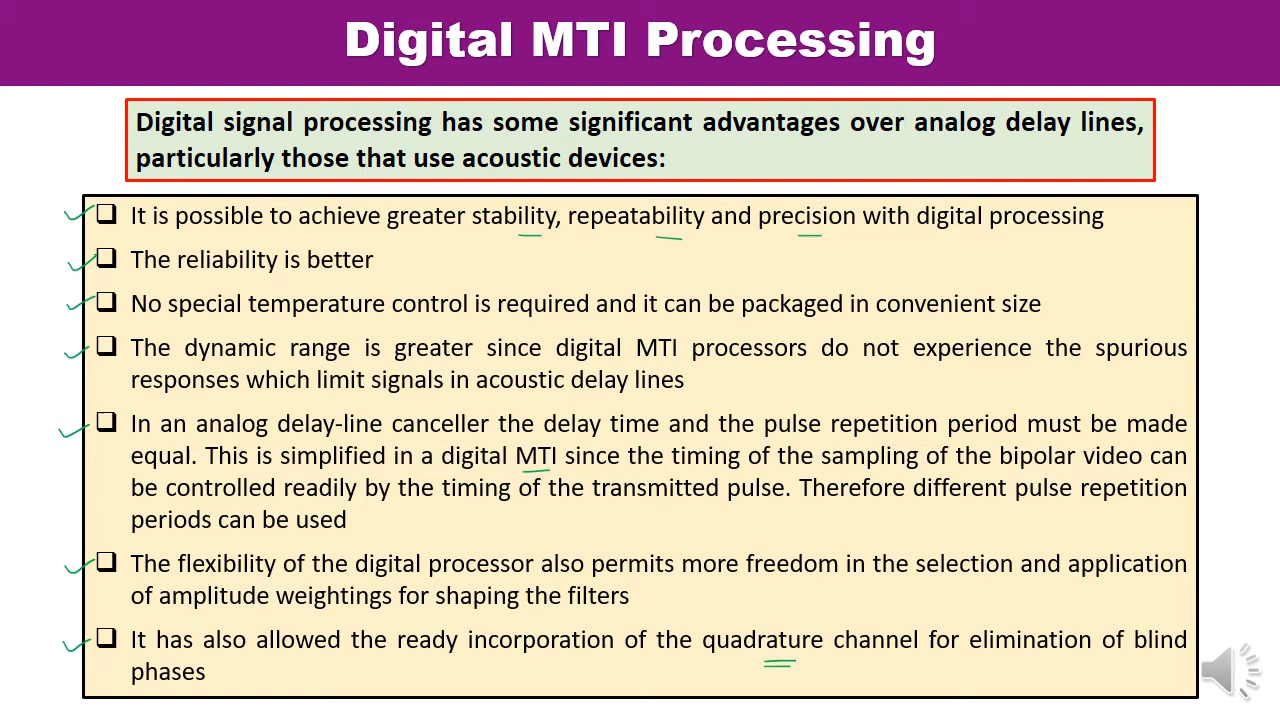 Digital MTI Processing
Digital signal processing has some significant advantages over analog delay lines,
particularly those that use acoustic devices:
It is possible to achieve greater stability, repeatability and precision with digital processing
The reliability is better
No special temperature control is required and it can be packaged in convenient size
The dynamic range is greater since digital MTI processors do not experience the spurious
responses which limit signals in acoustic delay lines
In an analog delay-line canceller the delay time and the pulse repetition period must be made
equal. This is simplified in a digital MTI since the timing of the sampling of the bipolar video can
be controlled readily by the timing of the transmitted pulse. Therefore different pulse repetition
periods can be used
The flexibility of the digital processor also permits more freedom in the selection and application
of amplitude weightings for shaping the filters
It has also allowed the ready incorporation of the quadrature channel for elimination of blind
phases